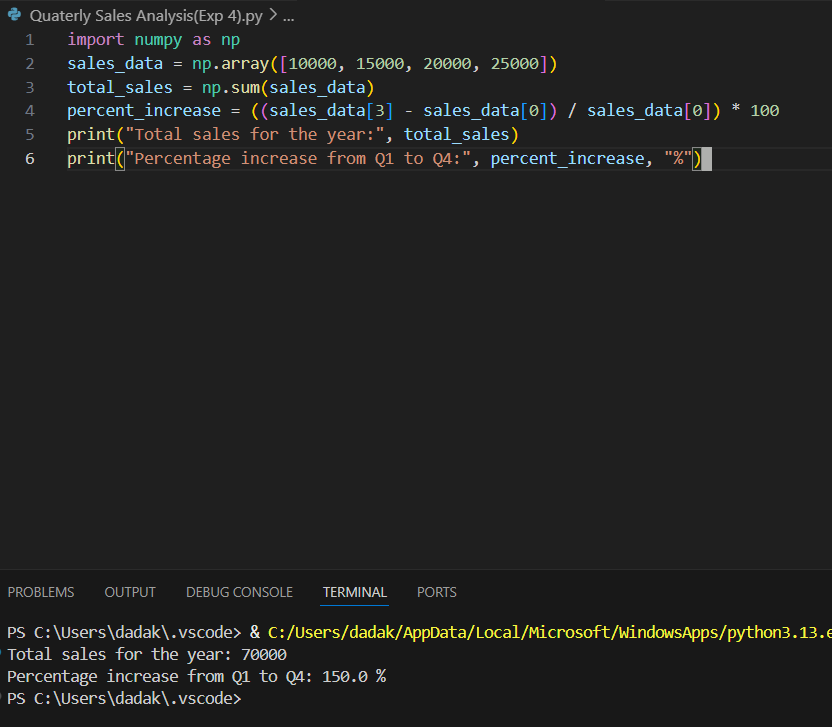 Quaterly Sales Analysis(Exp 4).py > ...
1 import numpy as np
2 sales_data = np.array([10000, 15000, 20000, 25000])
3 total_sales = np.sum(sales_data)
4 percent_increase = ((sales_data[3] - sales_data[0]) / sales_data[0]) * 100
5 print("Total sales for the year:", total_sales)
6 print("Percentage increase from Q1 to Q4:", percent_increase, "%")
PROBLEMS OUTPUT DEBUG CONSOLE TERMINAL PORTS
PS C:\Users\dadak\.vscode> & C:/Users/dadak/AppData/Local/Microsoft/WindowsApps/python3.13.e
Total sales for the year: 70000
Percentage increase from Q1 to Q4: 150.0 %
PS C:\Users\dadak\.vscode>